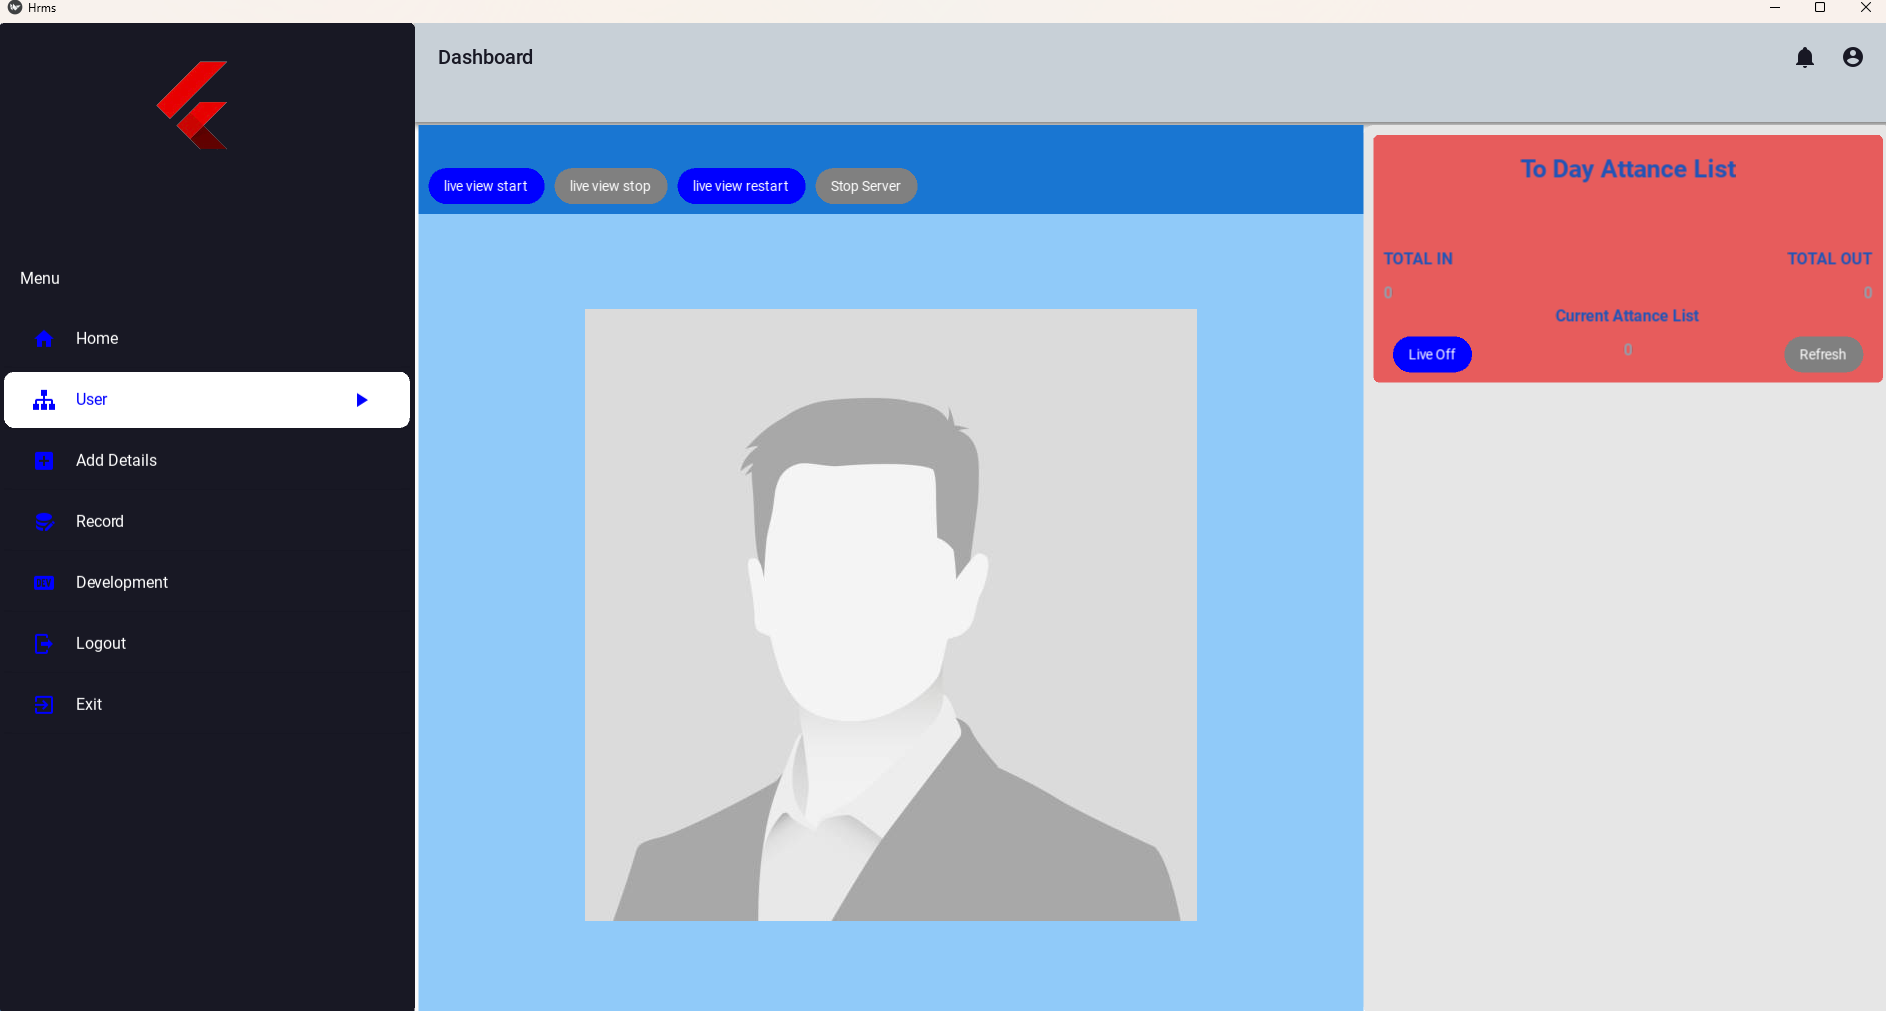 Hrms
Dashboard
Menu
Home
User
Add Details
Record
Development
Logout
Exit
live view start
live view stop
live view restart
Stop Server
To Day Attance List
TOTAL IN
TOTAL OUT
0
0
Current Attance List
0
Live Off
Refresh